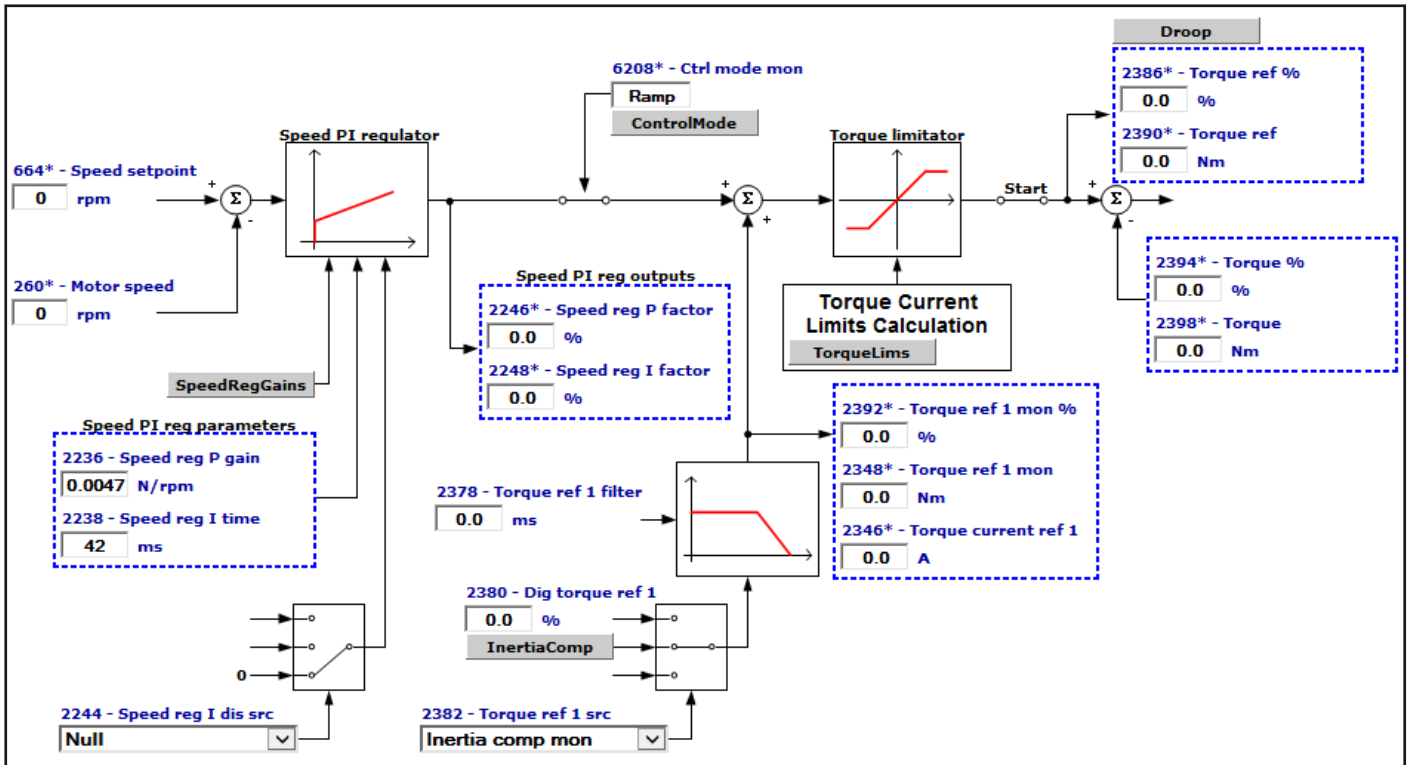 Droop
6208* - Ctrl mode mon
Ramp
ControlMode
2386* - Torque ref %
0.0 %
2390* - Torque ref
0.0 Nm
Speed PI regulator
Torque limitator
664* - Speed setpoint
0 rpm
+
Σ
-
+
Σ
+
Start
+
Σ
-
260* - Motor speed
0 rpm
Speed PI reg outputs
2246* - Speed reg P factor
0.0 %
2248* - Speed reg I factor
0.0 %
Torque Current
Limits Calculation
TorqueLims
2394* - Torque %
0.0 %
2398* - Torque
0.0 Nm
SpeedRegGains
Speed PI reg parameters
2236 - Speed reg P gain
0.0047 N/rpm
2238 - Speed reg I time
42 ms
2392* - Torque ref 1 mon %
0.0 %
2348* - Torque ref 1 mon
0.0 Nm
2346* - Torque current ref 1
0.0 A
2378 - Torque ref 1 filter
0.0 ms
2380 - Dig torque ref 1
0.0 %
InertiaComp
0
2244 - Speed reg I dis src
Null
2382 - Torque ref 1 src
Inertia comp mon